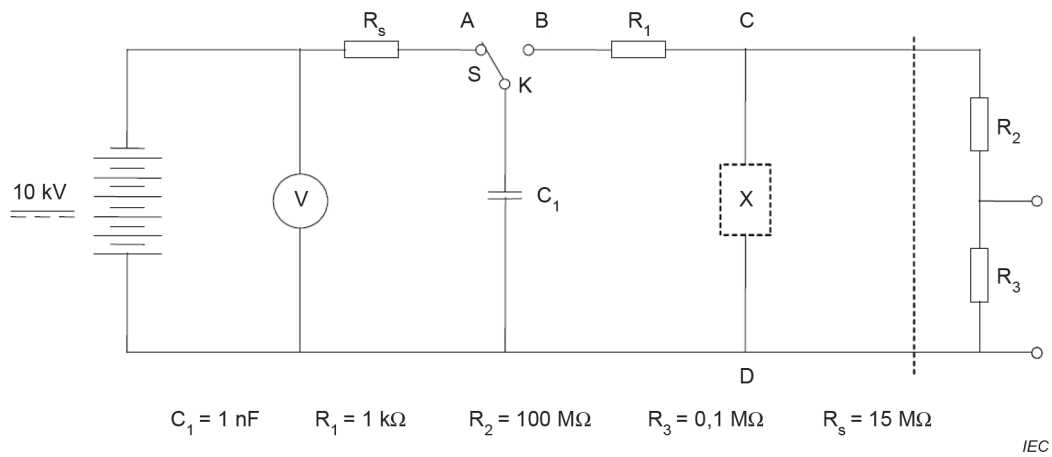 R_s A B R_1 C
S K
10 kV V C_1 X R_2
R_3
D
C_1 = 1 nF R_1 = 1 kΩ R_2 = 100 MΩ R_3 = 0,1 MΩ R_s = 15 MΩ
IEC